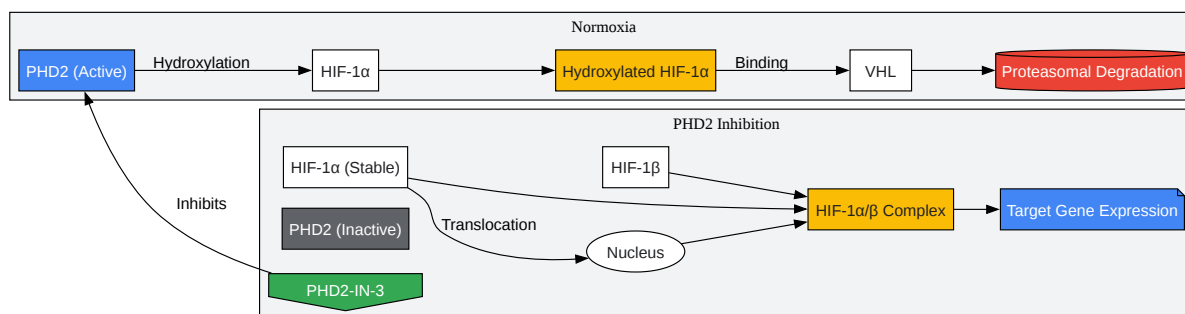 Normoxia
PHD2 (Active)
Hydroxylation
HIF-1α
Hydroxylated HIF-1α
Binding
VHL
Proteasomal Degradation
PHD2 Inhibition
HIF-1α (Stable)
HIF-1β
Inhibits
PHD2 (Inactive)
Translocation
Nucleus
HIF-1α/β Complex
Target Gene Expression
PHD2-IN-3